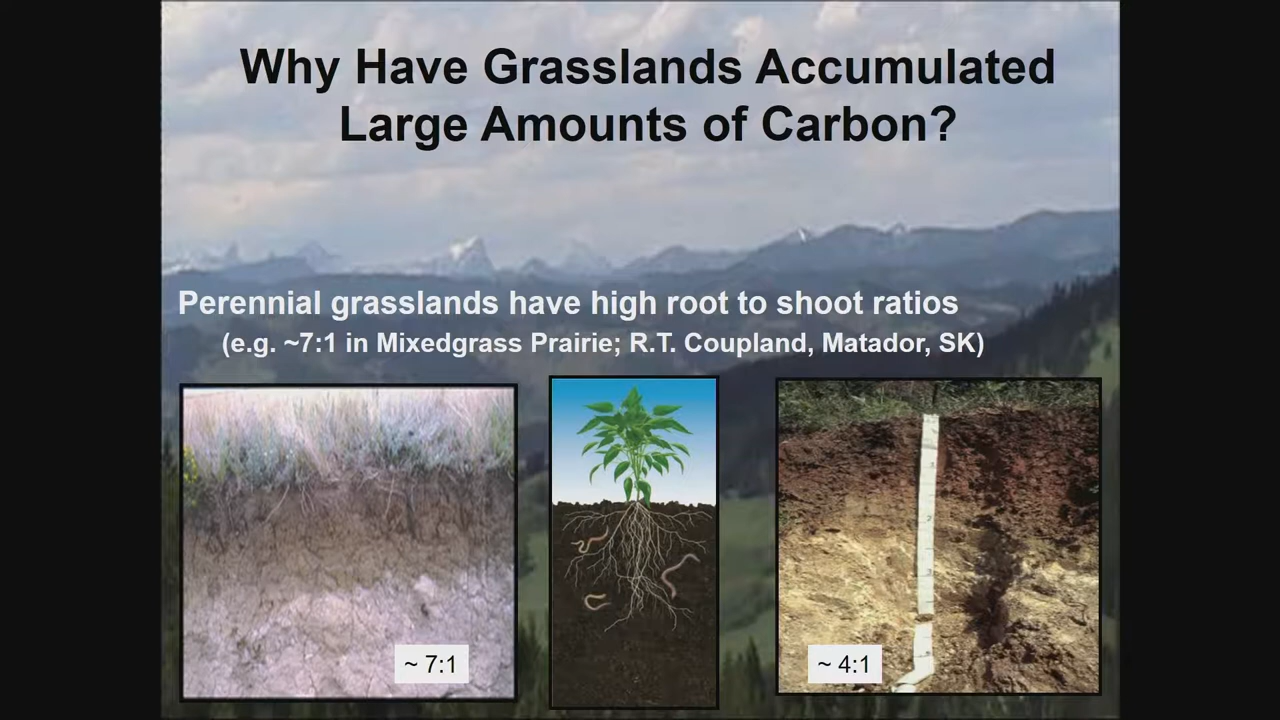 Why Have Grasslands Accumulated
Large Amounts of Carbon?
Perennial grasslands have high root to shoot ratios
(e.g. ~7:1 in Mixedgrass Prairie; R.T. Coupland, Matador, SK)
~ 7:1
~ 4:1